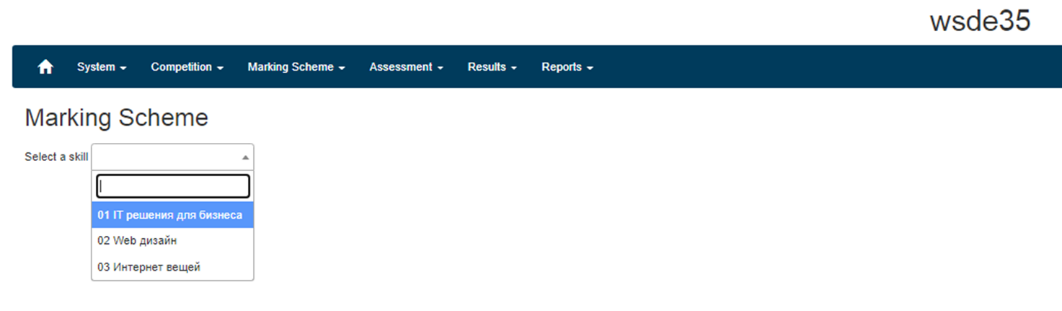 wsde35
System Competition Marking Scheme Assessment Results Reports
Marking Scheme
Select a skill
01 IT решения для бизнеса
02 Web дизайн
03 Интернет вещей